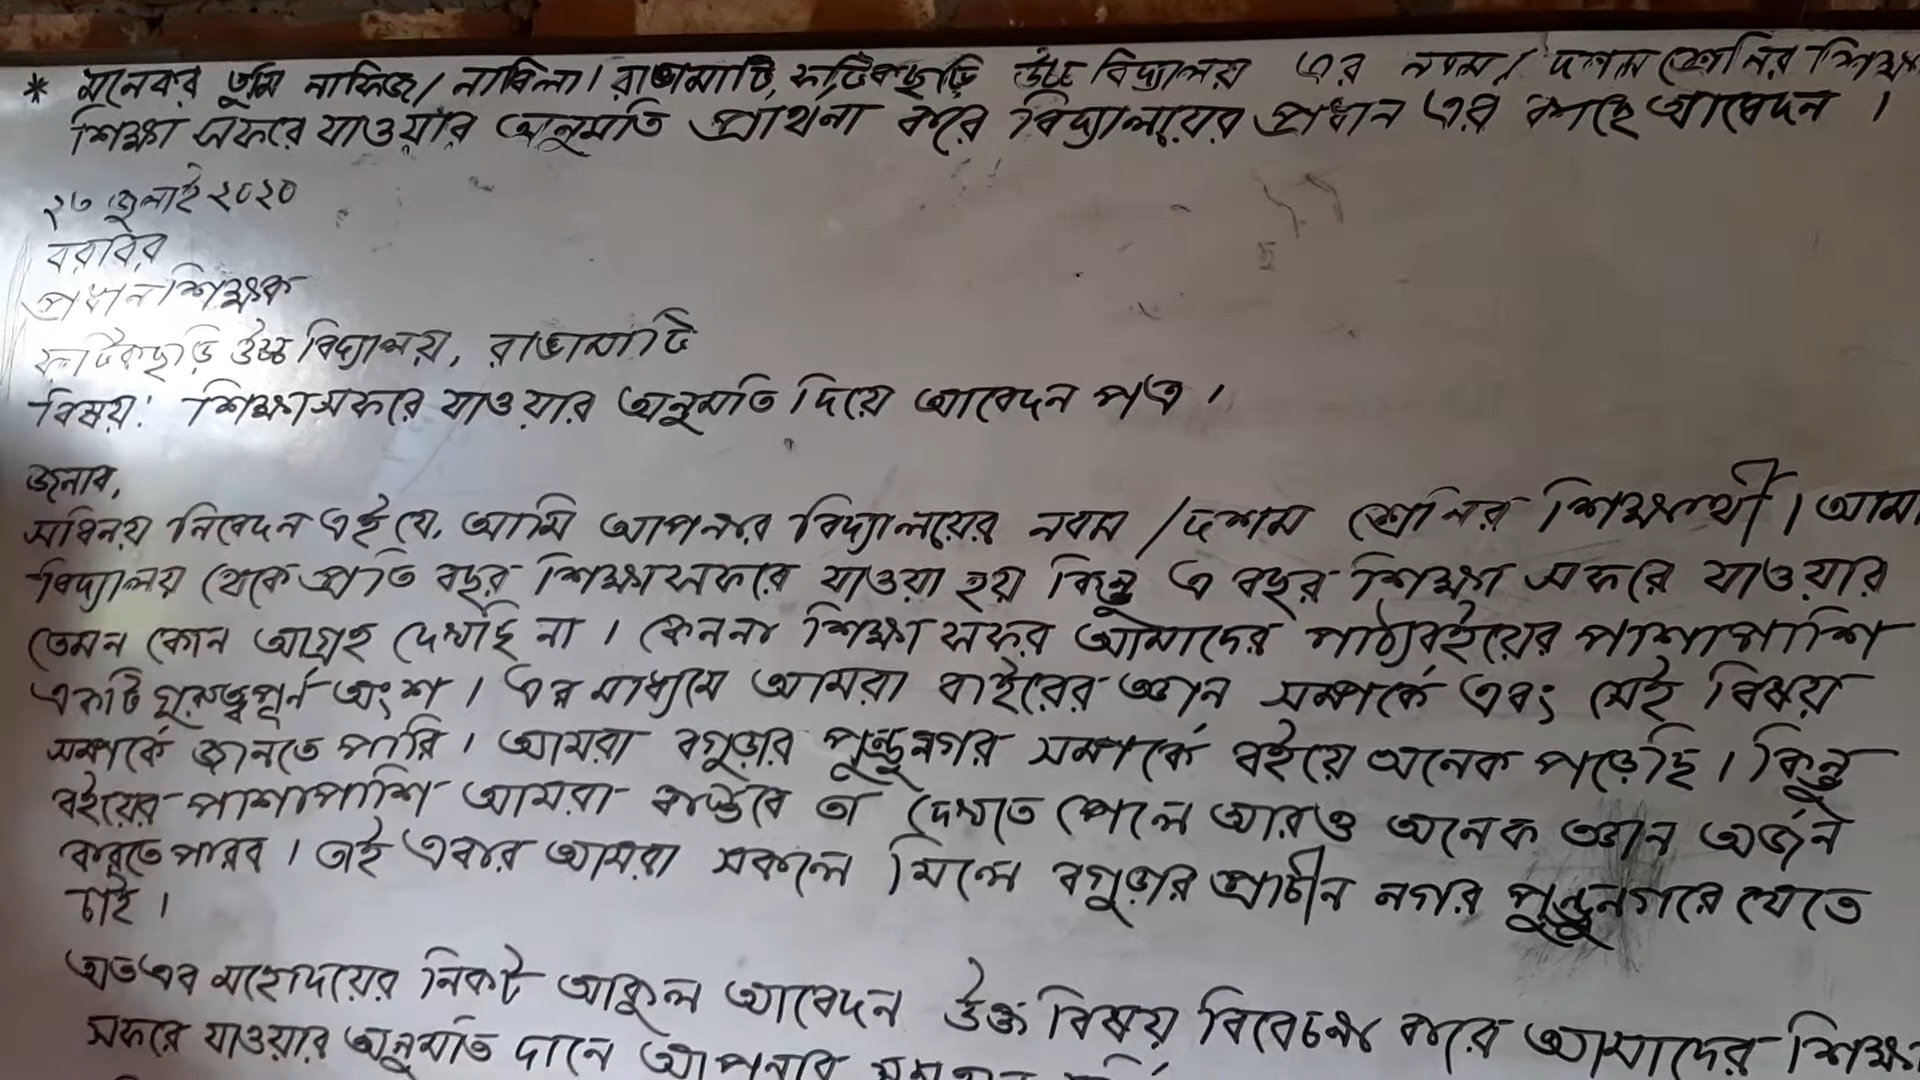 * মনেকর তুমি নাফিজ/নাবিলা। রাঙামাটি, ফটিকছড়ি উচ্চ বিদ্যালয় এর নবম/দশম শ্রেনির
শিক্ষা সফরে যাওয়ার অনুমতি প্রার্থনা করে বিদ্যালয়ের প্রধান এর কাছে আবেদন।
২৬ জুলাই ২০২০
বরাবর
প্রধান শিক্ষক
ফটিকছড়ি উচ্চ বিদ্যালয়, রাঙামাটি
বিষয়: শিক্ষাসফরে যাওয়ার অনুমতি দিয়ে আবেদন পত্র।
জনাব,
সবিনয় নিবেদন এই যে, আমি আপনার বিদ্যালয়ের নবম/দশম শ্রেনির শিক্ষার্থী।
বিদ্যালয় থেকে প্রতি বছর শিক্ষাসফরে যাওয়া হয় কিন্তু এ বছর শিক্ষা সফরে যাওয়ার
তেমন কোন আগ্রহ দেখছি না। কেননা শিক্ষা সফর আমাদের পাঠ্যবইয়ের পাশাপাশি
একটি গুরুত্বপূর্ন অংশ। এর মাধ্যমে আমরা বাইরের জ্ঞান সম্পর্কে এবং সেই বিষয়
সম্পর্কে জানতে পারি। আমরা বগুড়ার পুন্ড্রনগর সম্পর্কে বইয়ে অনেক পড়েছি। কিন্তু
বইয়ের পাশাপাশি আমরা বাস্তবে তা দেখতে পেলে আরও অনেক জ্ঞান অর্জন
করতে পারব। তাই এবার আমরা সকলে মিলে বগুড়ার প্রাচীন নগর পুন্ড্রনগরে যেতে
চাই।
অতএব মহোদয়ের নিকট আকুল আবেদন উক্ত বিষয় বিবেচনা করে আমাদের
সফরে যাওয়ার অনুমতি দানে আপনার